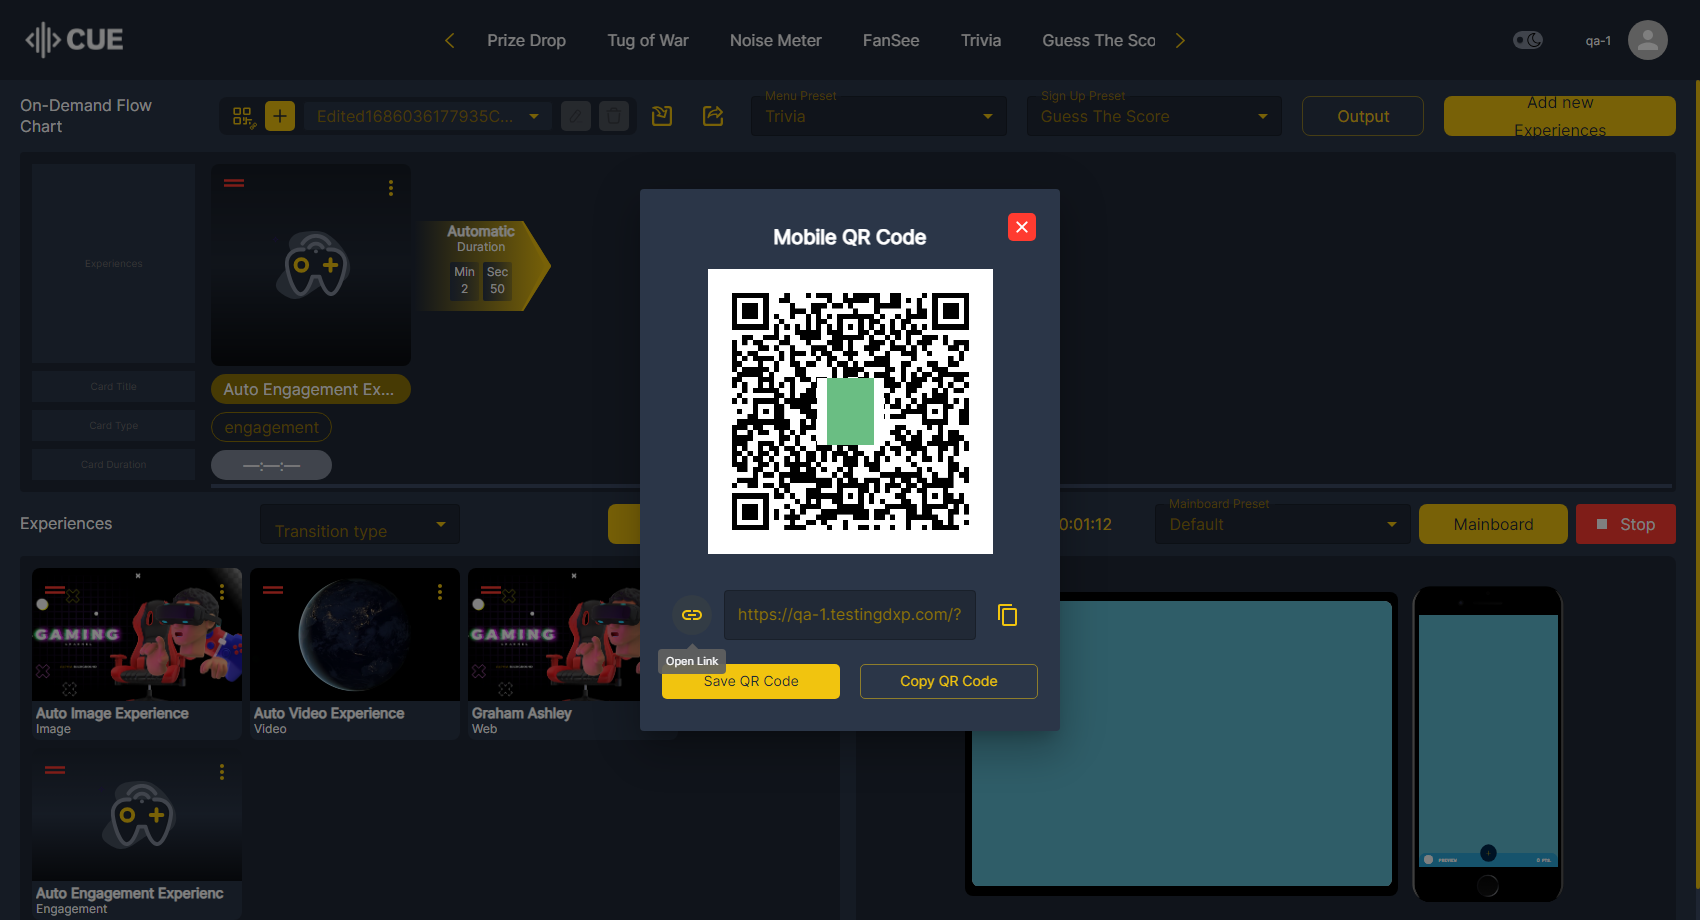 CUE
Prize Drop
Tug of War
Noise Meter
FanSee
Trivia
Guess The Sco
qa-1
On-Demand Flow
Chart
Edited1686036177935C...
Menu Preset
Trivia
Sign Up Preset
Guess The Score
Output
Add new
Experiences
Experiences
Automatic
Duration
Min
Sec
2
50
Card Title
Auto Engagement Ex...
Card Type
engagement
Card Duration
—:—:—
Mobile QR Code
https://qa-1.testingdxp.com/?
Open Link
Save QR Code
Copy QR Code
Experiences
Transition type
0:01:12
Mainboard Preset
Default
Mainboard
Stop
GAMING
GAMING
Auto Image Experience
Image
Auto Video Experience
Video
Graham Ashley
Web
Auto Engagement Experienc
Engagement
PREVIEW
0 PTS.